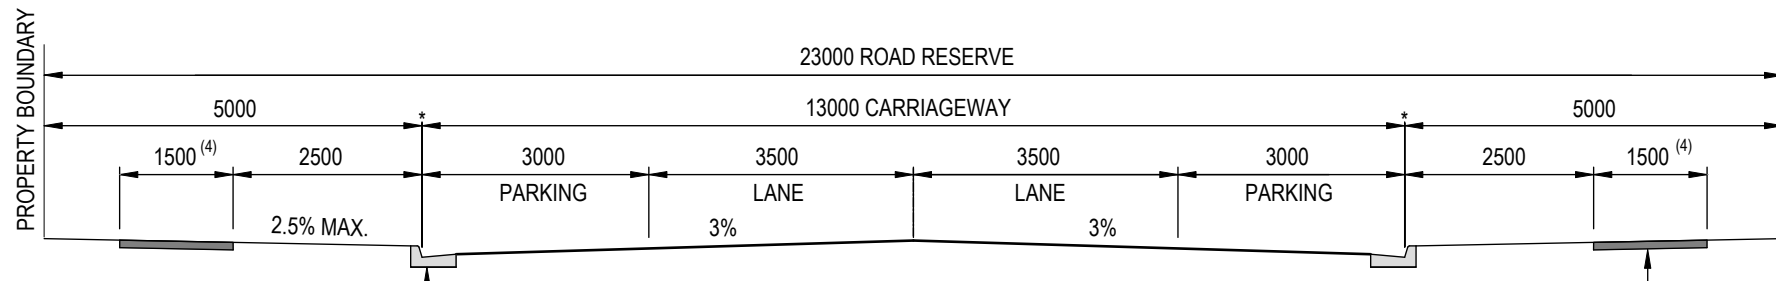 PROPERTY BOUNDARY
23000 ROAD RESERVE
5000 * 13000 CARRIAGEWAY * 5000
1500 (4) 2500 3000 3500 3500 3000 2500 1500 (4)
PARKING LANE LANE PARKING
2.5% MAX. 3% 3%